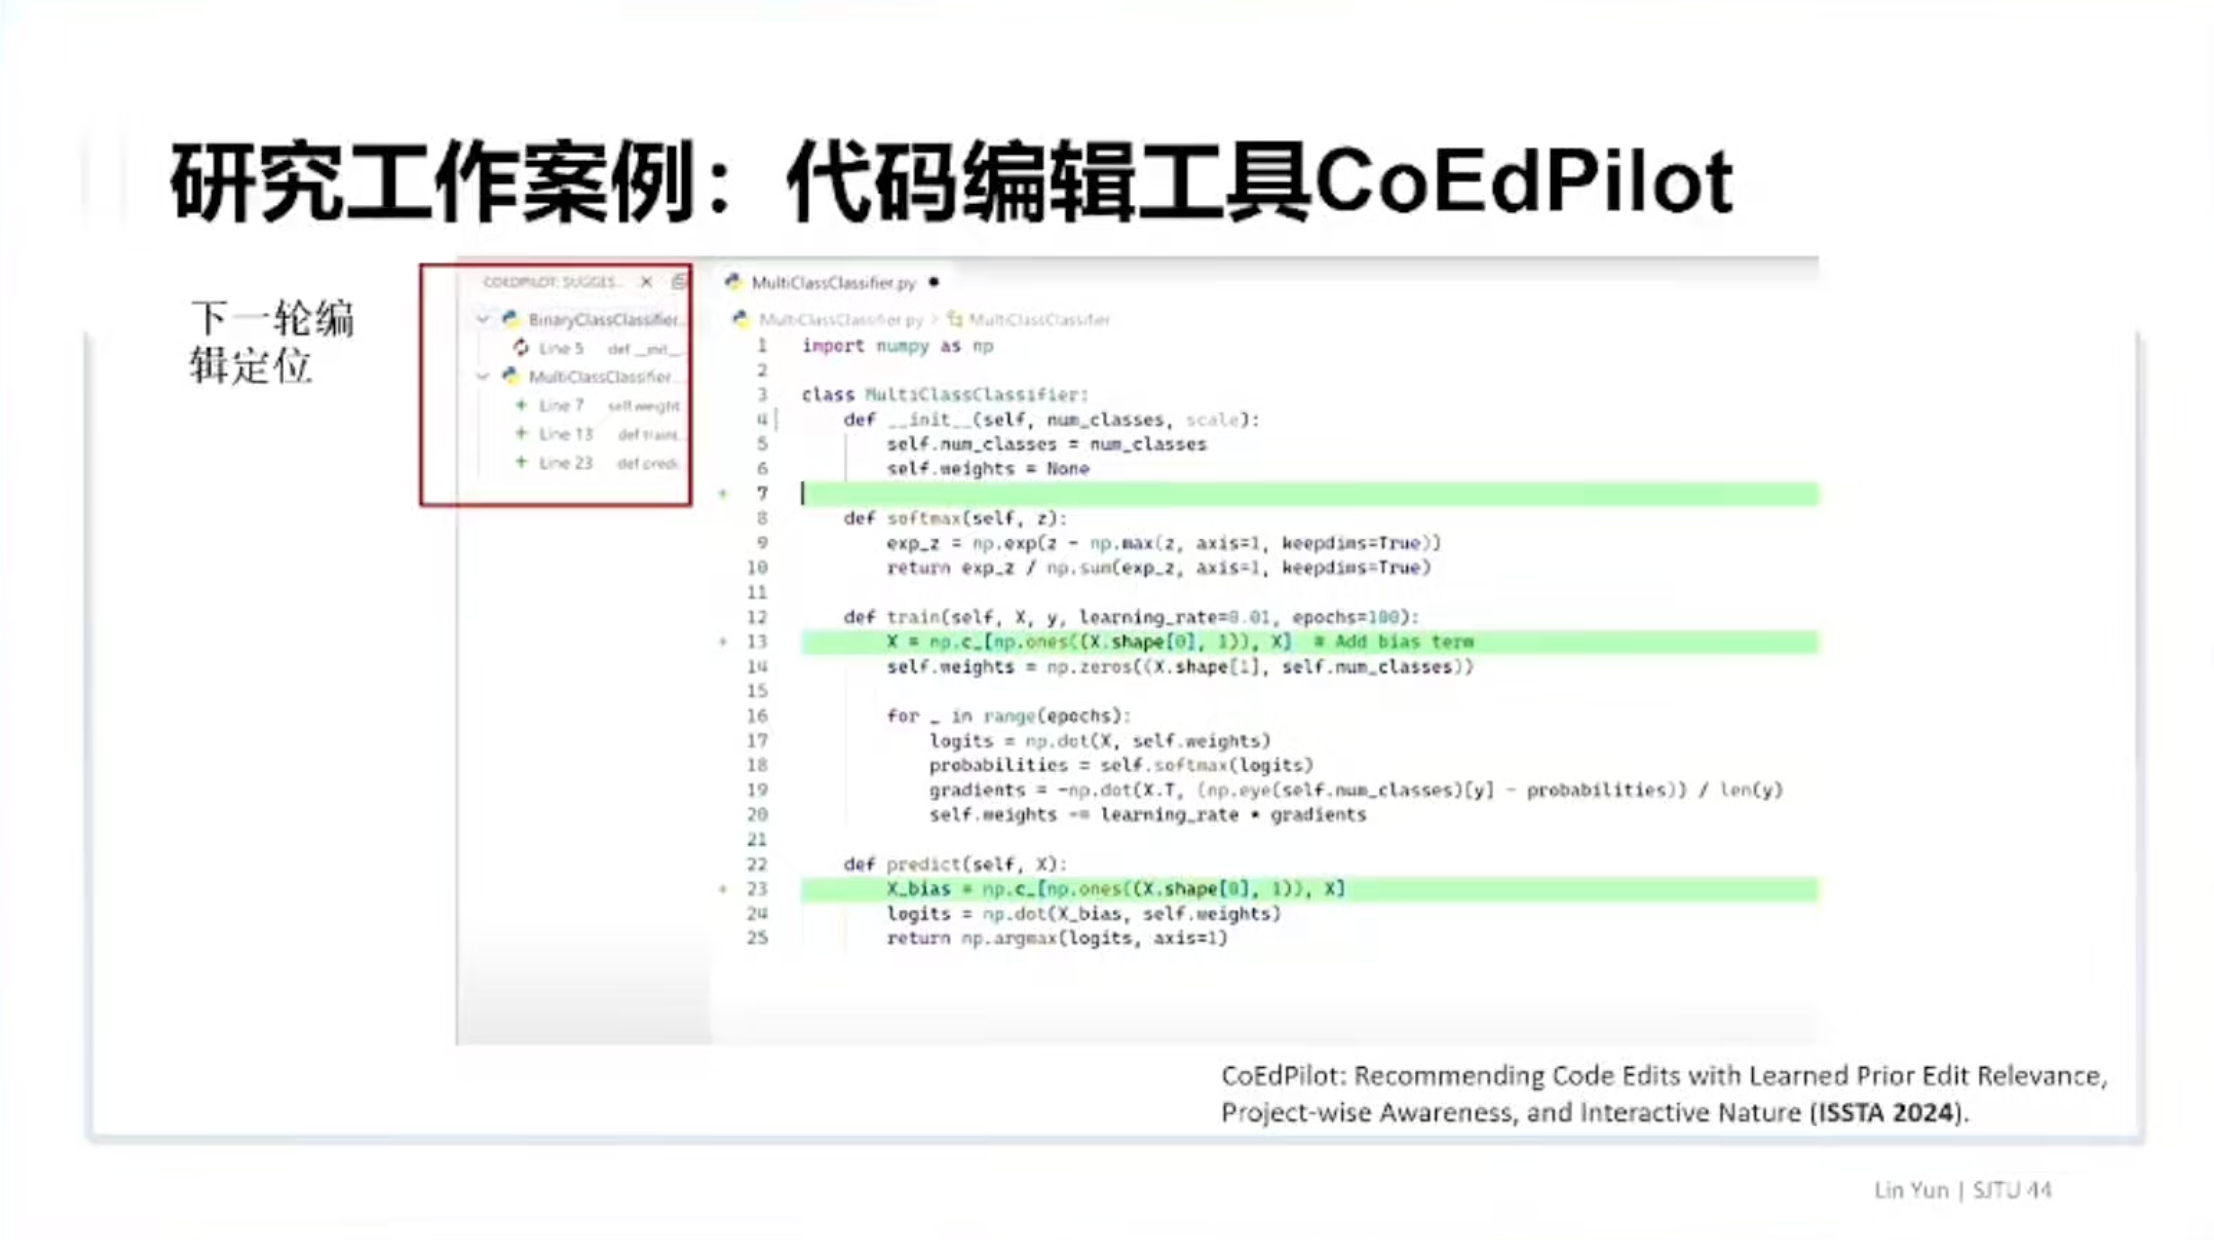 研究工作案例：代码编辑工具CoEdPilot
下一轮编
辑定位
COEDPILOT: SUGGES...
BinaryClassClassifier...
Line 5 def __init__...
MultiClassClassifier...
+ Line 7 self.weight
+ Line 13 def train(...
+ Line 23 def predi
MultiClassClassifier.py ●
MultiClassClassifier.py > MultiClassClassifier
1 import numpy as np
2
3 class MultiClassClassifier:
4 def __init__(self, num_classes, scale):
5 self.num_classes = num_classes
6 self.weights = None
+ 7
8 def softmax(self, z):
9 exp_z = np.exp(z - np.max(z, axis=1, keepdims=True))
10 return exp_z / np.sum(exp_z, axis=1, keepdims=True)
11
12 def train(self, X, y, learning_rate=0.01, epochs=100):
+ 13 X = np.c_[np.ones((X.shape[0], 1)), X] # Add bias term
14 self.weights = np.zeros((X.shape[1], self.num_classes))
15
16 for _ in range(epochs):
17 logits = np.dot(X, self.weights)
18 probabilities = self.softmax(logits)
19 gradients = -np.dot(X.T, (np.eye(self.num_classes)[y] - probabilities)) / len(y)
20 self.weights -= learning_rate * gradients
21
22 def predict(self, X):
+ 23 X_bias = np.c_[np.ones((X.shape[0], 1)), X]
24 logits = np.dot(X_bias, self.weights)
25 return np.argmax(logits, axis=1)
CoEdPilot: Recommending Code Edits with Learned Prior Edit Relevance,
Project-wise Awareness, and Interactive Nature (ISSTA 2024).
Lin Yun | SJTU 44